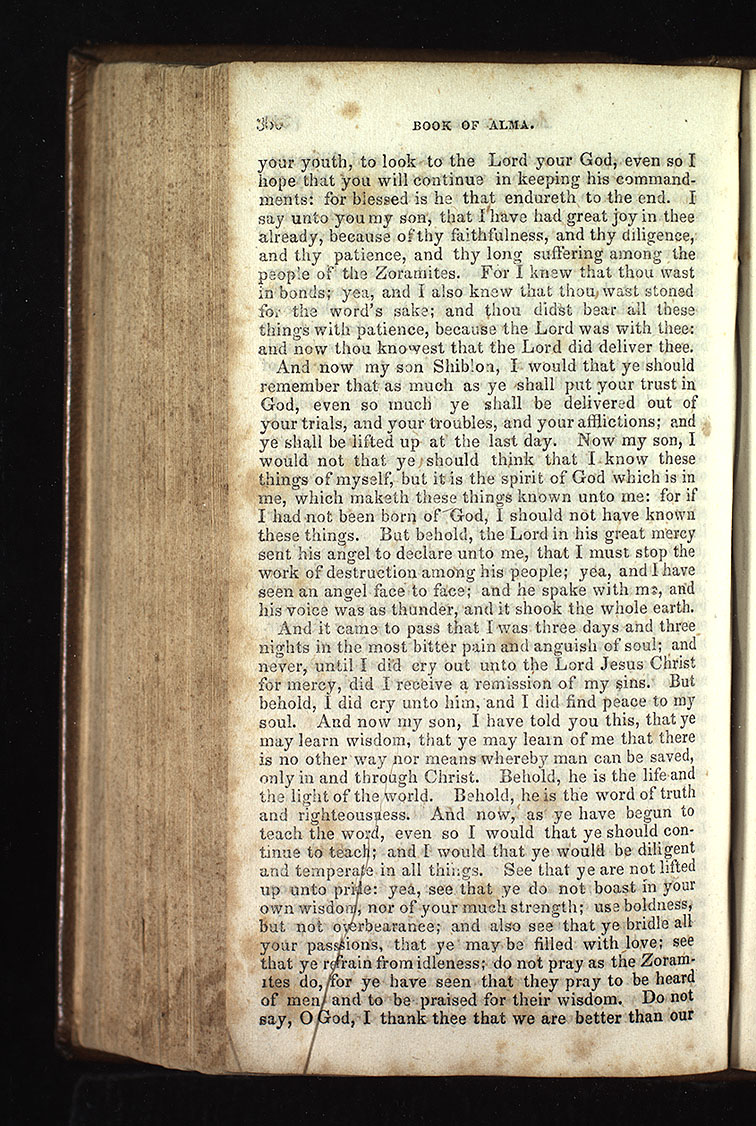 BOOK OF ALMA.
your youth, to look to the Lord your God, even so I
hope that you will continue in keeping his command-
ments: for blessed is he that endureth to the end. I
say unto you my son, that I have had great joy in thee
already, because of thy faithfulness, and thy diligence,
and thy patience, and thy long suffering among the
people of the Zoramites. For I knew that thou wast
in bonds; yea, and I also knew that thou wast stoned
for the word's sake; and thou didst bear all these
things with patience, because the Lord was with thee:
and now thou knowest that the Lord did deliver thee.
And now my son Shiblon, I would that ye should
remember that as much as ye shall put your trust in
God, even so much ye shall be delivered out of
your trials, and your troubles, and your afflictions; and
ye shall be lifted up at the last day. Now my son, I
would not that ye should think that I know these
things of myself, but it is the spirit of God which is in
me, which maketh these things known unto me: for if
I had not been born of God, I should not have known
these things. But behold, the Lord in his great mercy
sent his angel to declare unto me, that I must stop the
work of destruction among his people; yea, and I have
seen an angel face to face; and he spake with me, and
his voice was as thunder, and it shook the whole earth.
And it came to pass that I was three days and three
nights in the most bitter pain and anguish of soul; and
never, until I did cry out unto the Lord Jesus Christ
for mercy, did I receive a remission of my sins. But
behold, I did cry unto him, and I did find peace to my
soul. And now my son, I have told you this, that ye
may learn wisdom, that ye may learn of me that there
is no other way nor means whereby man can be saved,
only in and through Christ. Behold, he is the life and
the light of the world. Behold, he is the word of truth
and righteousness. And now, as ye have begun to
teach the word, even so I would that ye should con-
tinue to teach; and I would that ye would be diligent
and temperate in all things. See that ye are not lifted
up unto pride: yea, see that ye do not boast in your
own wisdom, nor of your much strength; use boldness,
but not overbearance; and also see that ye bridle all
your passions, that ye may be filled with love; see
that ye refrain from idleness; do not pray as the Zoram-
ites do, for ye have seen that they pray to be heard
of men, and to be praised for their wisdom. Do not
say, O God, I thank thee that we are better than our